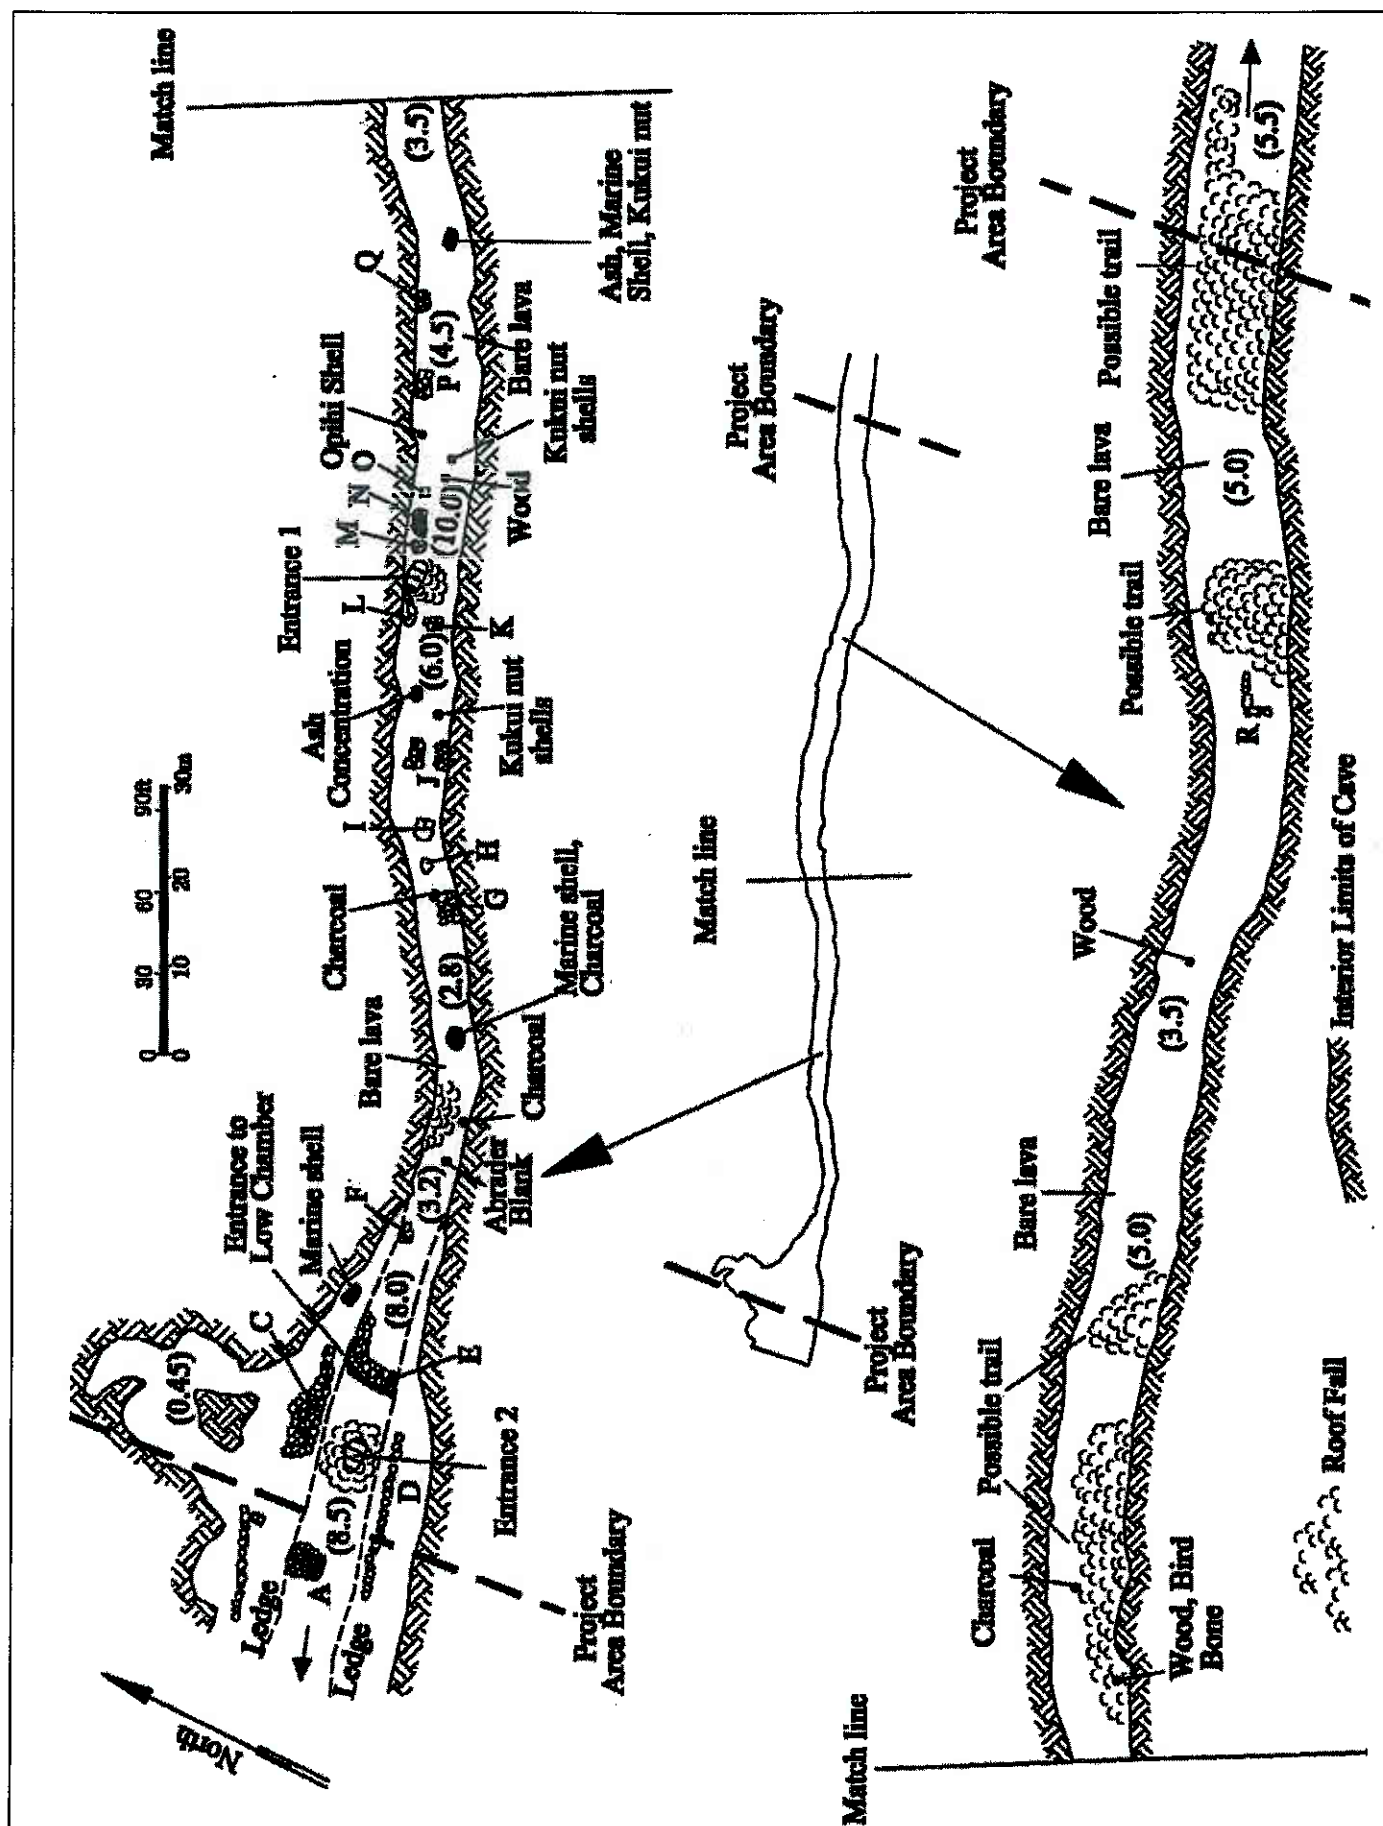 North
Ledge
Ledge
A
B
(8.5)
(0.45)
C
D
Entrance 2
E
Project
Area Boundary
Entrance to
Low Chamber
Marine shell
F
(8.0)
(3.2)
Abrader
Blank
Charcoal
Bare lava
Marine shell,
Charcoal
(2.8)
Charcoal
G
H
I
J
0 30 60 90ft
0 10 20 30m
Ash
Concentration
Kukui nut
shells
(6.0)
K
L
Entrance 1
M
N
O
(10.0)
Wood
Kukui nut
shells
Opihi Shell
P
(4.5)
Bare lava
Q
Ash, Marine
Shell, Kukui nut
(3.5)
Match line
Project
Area Boundary
Match line
Project
Area Boundary
Match line
Charcoal
Wood, Bird
Bone
Possible trail
(5.0)
Bare lava
(3.5)
Wood
R
Possible trail
Bare lava
(5.0)
Possible trail
Project
Area Boundary
(5.5)
Roof Fall
Interior Limits of Cave